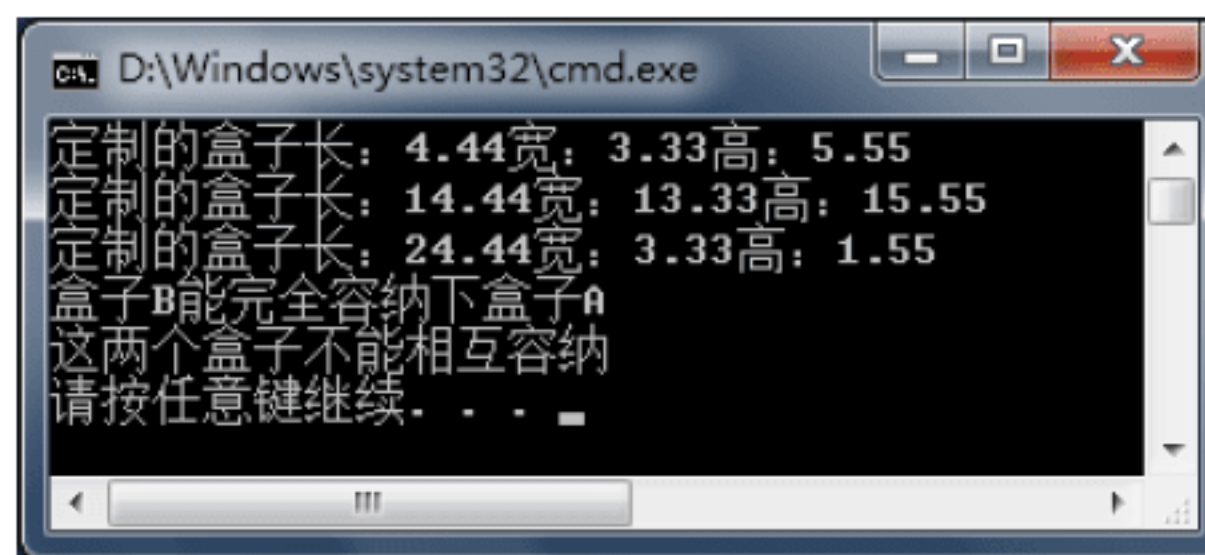 D:\Windows\system32\cmd.exe
定制的盒子长：4.44宽：3.33高：5.55
定制的盒子长：14.44宽：13.33高：15.55
定制的盒子长：24.44宽：3.33高：1.55
盒子B能完全容纳下盒子A
这两个盒子不能相互容纳
请按任意键继续. . .